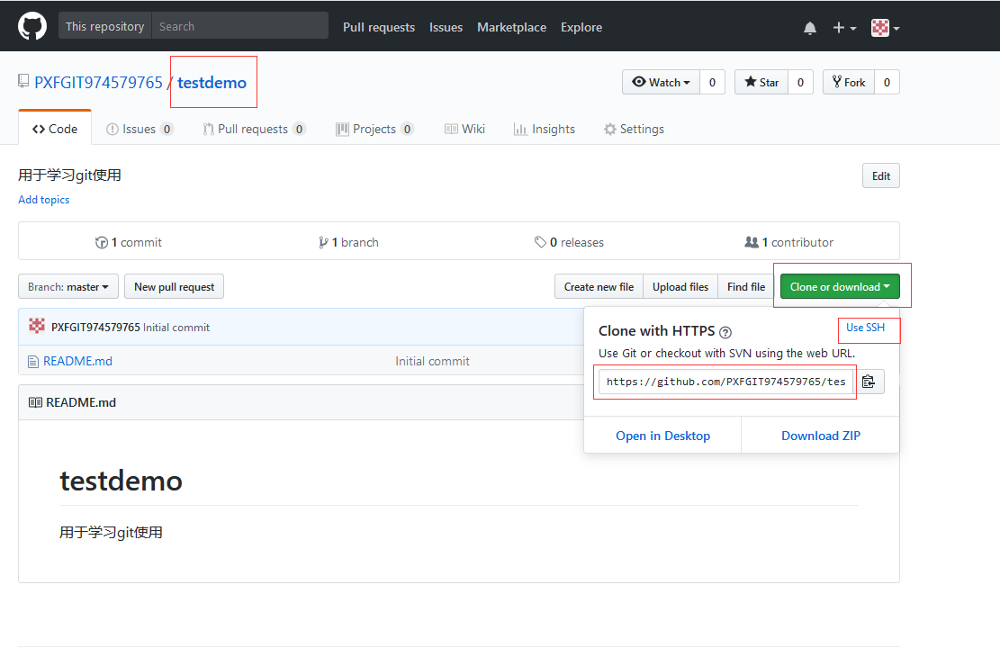 This repository Search Pull requests Issues Marketplace Explore
PXFGIT974579765 / testdemo Watch 0 Star 0 Fork 0
Code Issues 0 Pull requests 0 Projects 0 Wiki Insights Settings
用于学习git使用 Edit
Add topics
1 commit 1 branch 0 releases 1 contributor
Branch: master New pull request Create new file Upload files Find file Clone or download
PXFGIT974579765 Initial commit
README.md Initial commit
Clone with HTTPS ? Use SSH
Use Git or checkout with SVN using the web URL.
https://github.com/PXFGIT974579765/tes
Open in Desktop Download ZIP
README.md
testdemo
用于学习git使用